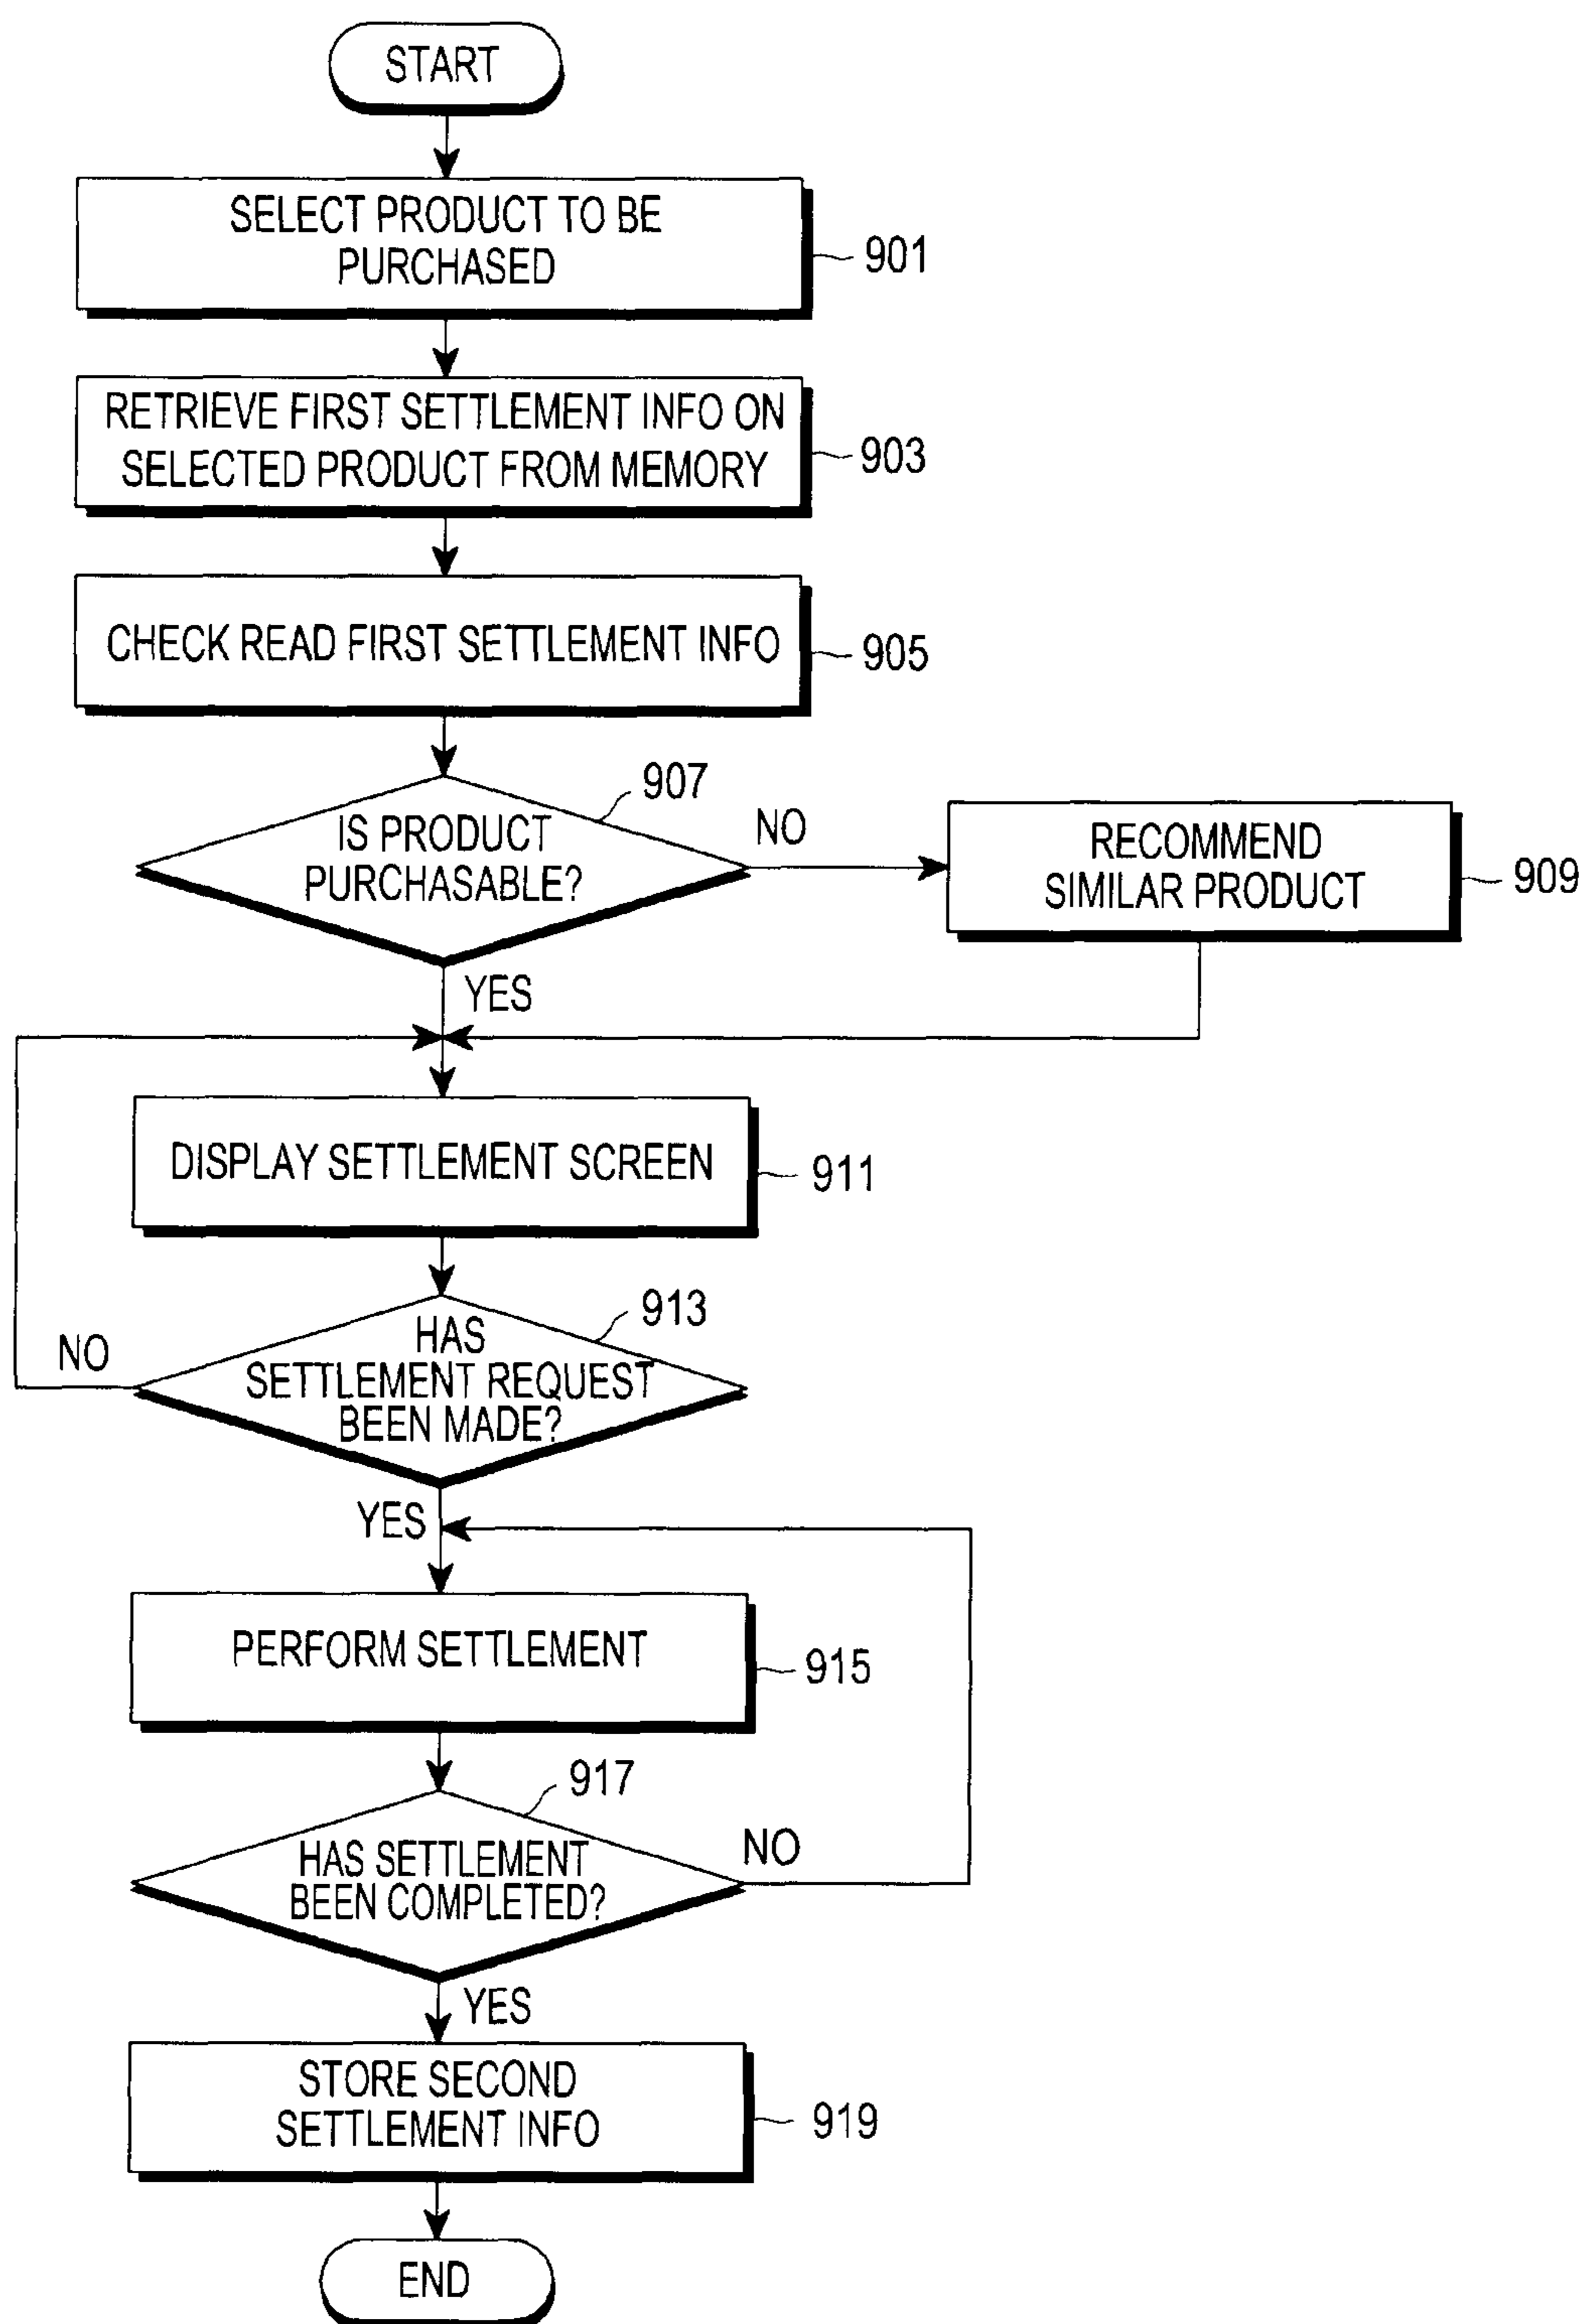 START
SELECT PRODUCT TO BE
PURCHASED
901
RETRIEVE FIRST SETTLEMENT INFO ON
SELECTED PRODUCT FROM MEMORY
903
CHECK READ FIRST SETTLEMENT INFO
905
907
IS PRODUCT
PURCHASABLE?
NO
RECOMMEND
SIMILAR PRODUCT
909
YES
DISPLAY SETTLEMENT SCREEN
911
913
HAS
SETTLEMENT REQUEST
BEEN MADE?
NO
YES
PERFORM SETTLEMENT
915
917
HAS SETTLEMENT
BEEN COMPLETED?
NO
YES
STORE SECOND
SETTLEMENT INFO
919
END